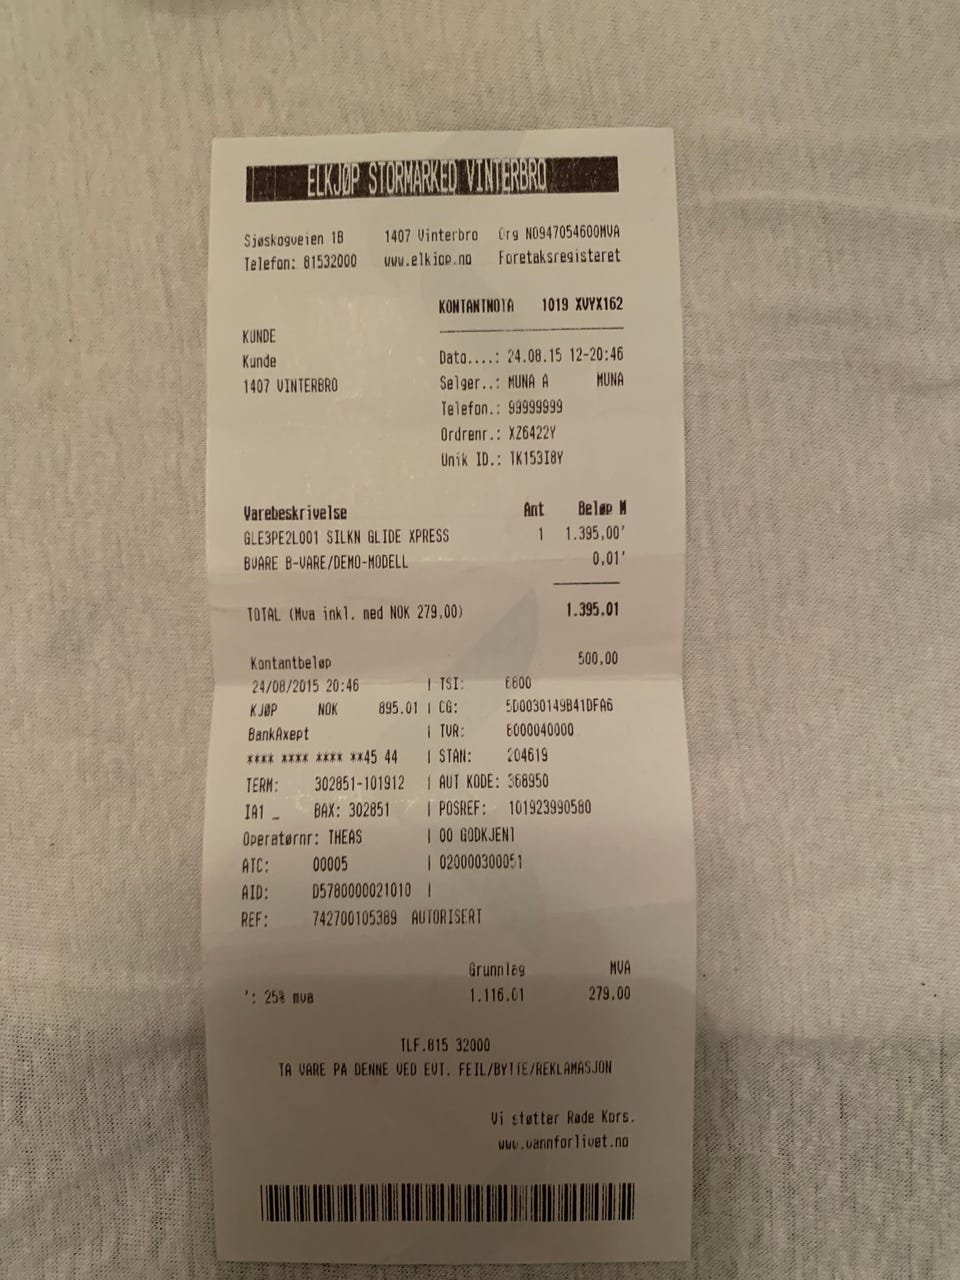 ELKJØP STORMARKED VINTERBRO
Sjøskogveien 1B 1407 Vinterbro Org NO947054600MVA
Telefon: 81532000 www.elkjop.no Foretaksregisteret
KONTANTNOTA 1019 XVYX162
KUNDE
Kunde Dato....: 24.08.15 12-20:46
1407 VINTERBRO Selger..: MUNA A MUNA
Telefon.: 99999999
Ordrenr.: XZ6422Y
Unik ID.: TK153I8Y
Varebeskrivelse Ant Beløp M
GLE3PE2L001 SILKN GLIDE XPRESS 1 1.395,00'
BVARE B-VARE/DEMO-MODELL 0,01'
TOTAL (Mva inkl. med NOK 279,00) 1.395.01
Kontantbeløp 500,00
24/08/2015 20:46 | TSI: 6800
KJØP NOK 895.01 | CG: 5D0030149B41DFA6
BankAxept | TVR: 8000040000
**** **** **** **45 44 | STAN: 204619
TERM: 302851-101912 | AUT KODE: 368950
IA1 _ BAX: 302851 | POSREF: 101923990580
Operatørnr: THEAS | 00 GODKJENT
ATC: 00005 | 020000300051
AID: D5780000021010 |
REF: 742700105389 AUTORISERT
Grunnlag MVA
': 25% mva 1.116.01 279.00
TLF.815 32000
TA VARE PÅ DENNE VED EVT. FEIL/BYTTE/REKLAMASJON
Vi støtter Røde Kors.
www.vannforlivet.no